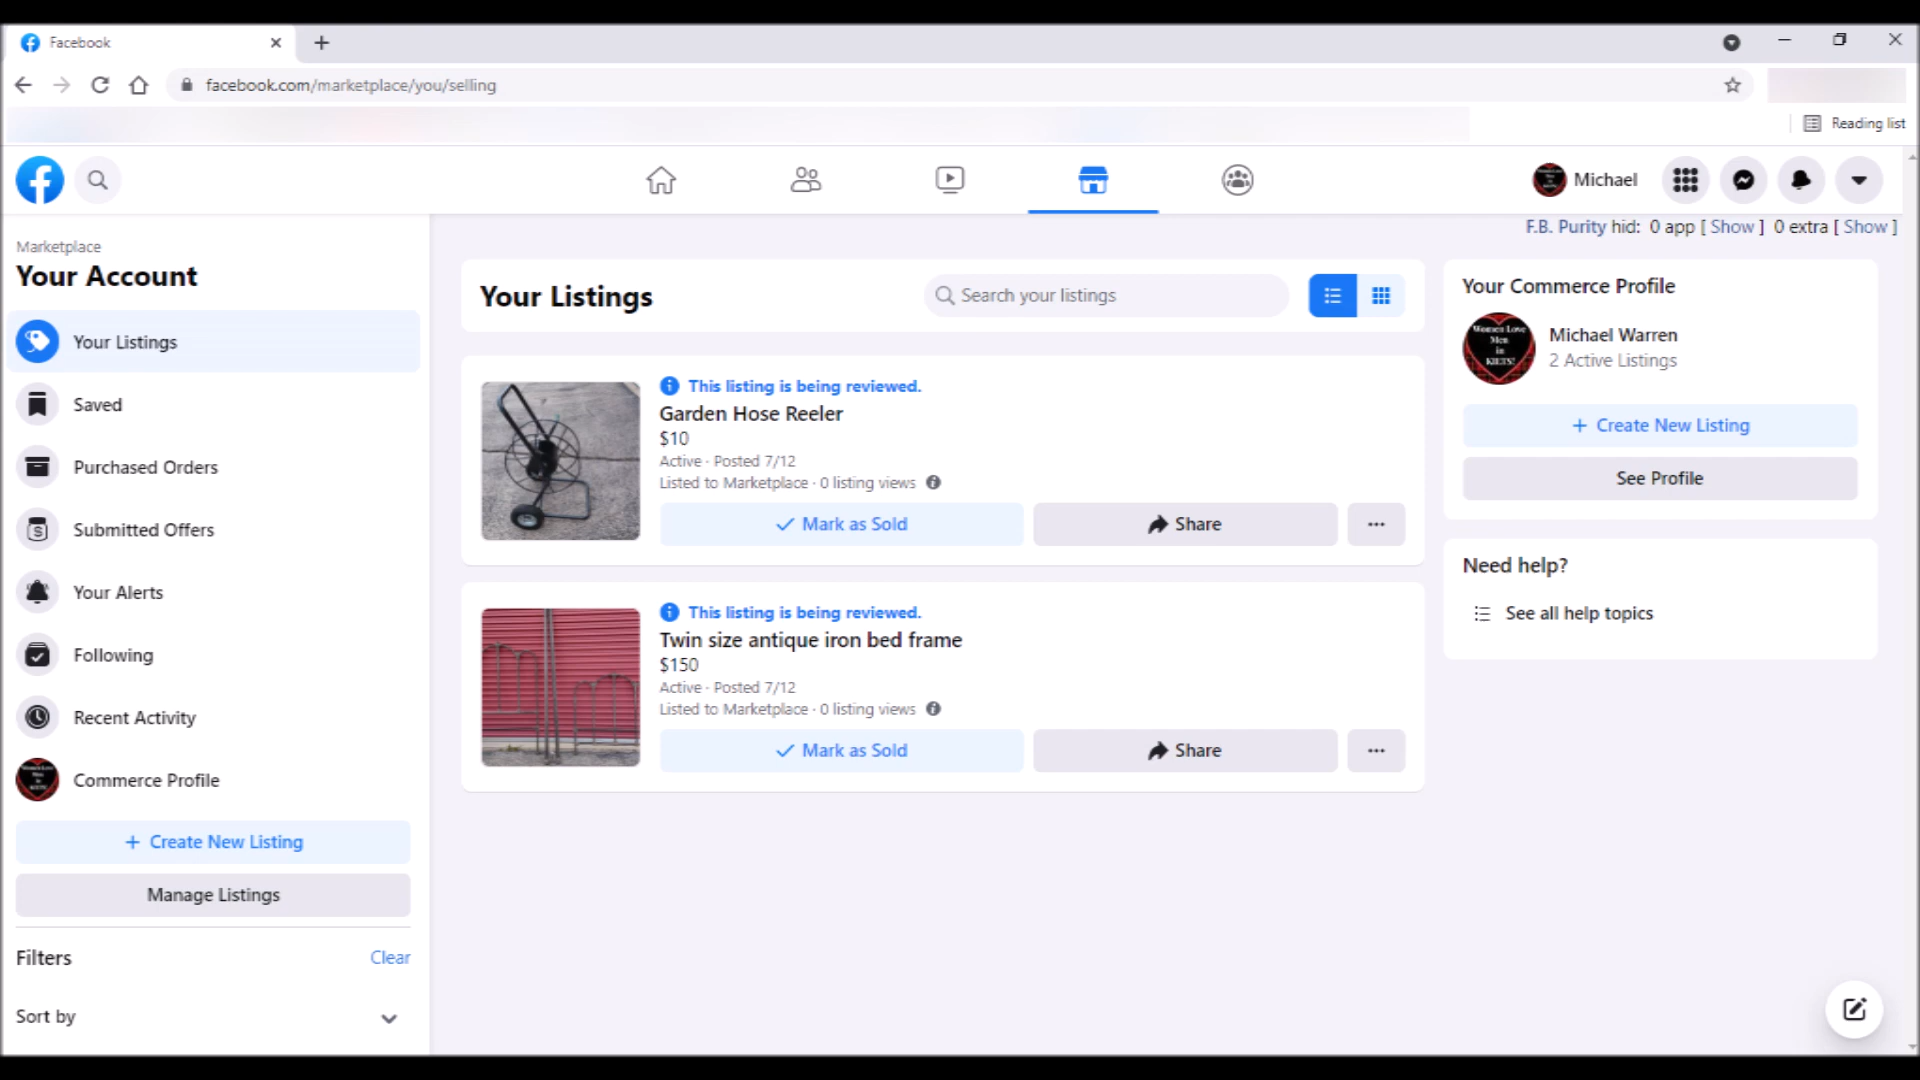 Facebook
facebook.com/marketplace/you/selling
Reading list
Michael
F.B. Purity hid: 0 app [ Show ] 0 extra [ Show ]
Marketplace
Your Account
Your Listings
Saved
Purchased Orders
Submitted Offers
Your Alerts
Following
Recent Activity
Commerce Profile
+ Create New Listing
Manage Listings
Filters
Clear
Sort by
Your Listings
Search your listings
This listing is being reviewed.
Garden Hose Reeler
$10
Active · Posted 7/12
Listed to Marketplace · 0 listing views
Mark as Sold
Share
This listing is being reviewed.
Twin size antique iron bed frame
$150
Active · Posted 7/12
Listed to Marketplace · 0 listing views
Mark as Sold
Share
Your Commerce Profile
Women Love
Men
in
KILTS!
Michael Warren
2 Active Listings
+ Create New Listing
See Profile
Need help?
See all help topics